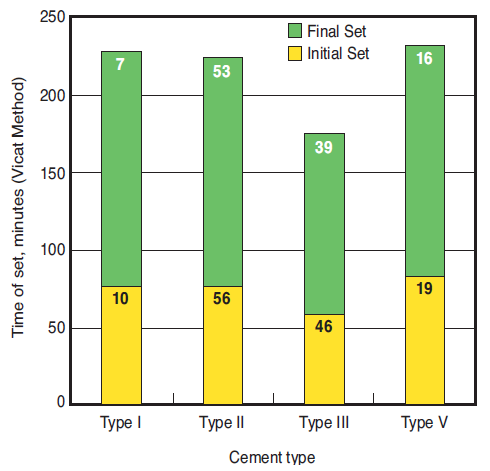 250
200
150
100
50
0
Time of set, minutes (Vicat Method)
Final Set
Initial Set
7
53
39
16
10
56
46
19
Type I
Type II
Type III
Type V
Cement type